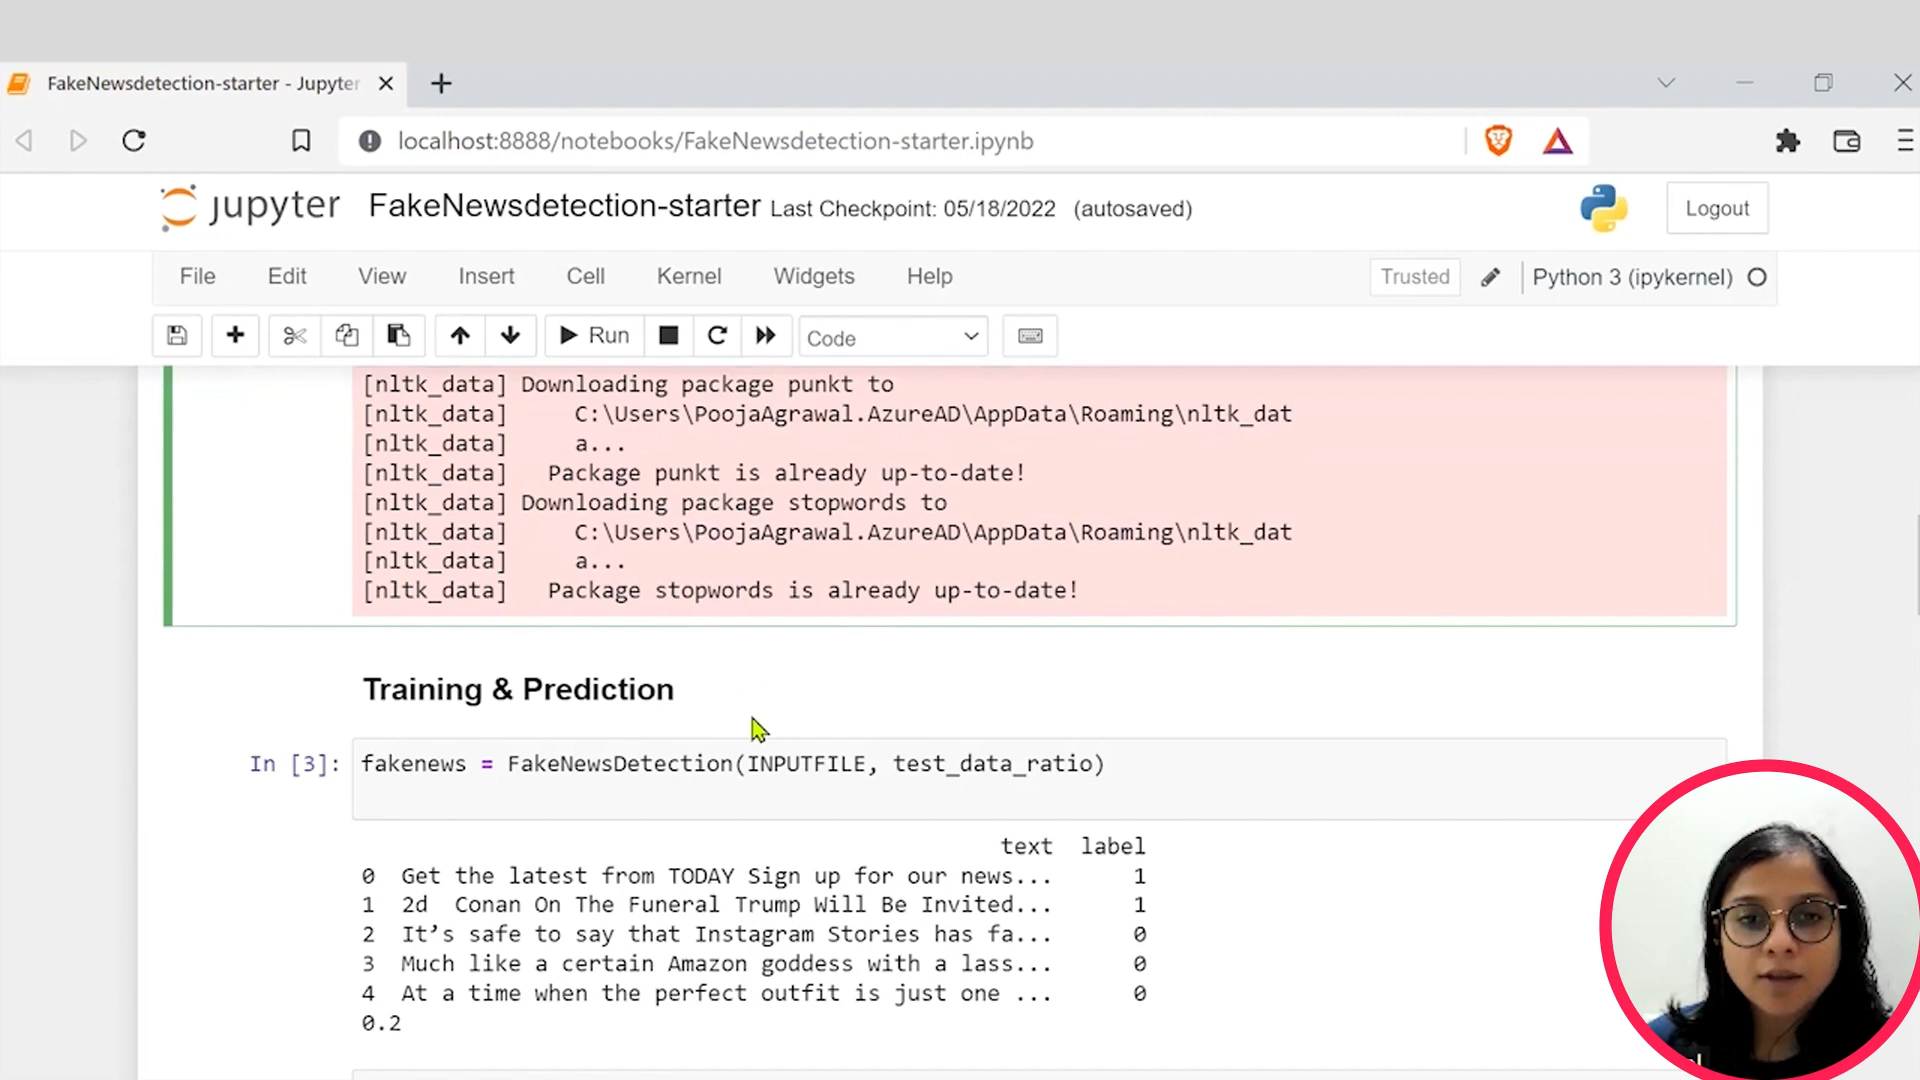 FakeNewsdetection-starter - Jupyter
localhost:8888/notebooks/FakeNewsdetection-starter.ipynb
jupyter FakeNewsdetection-starter Last Checkpoint: 05/18/2022 (autosaved)
Logout
File Edit View Insert Cell Kernel Widgets Help
Trusted
Python 3 (ipykernel)
Run
Code
[nltk_data] Downloading package punkt to
[nltk_data]     C:\Users\PoojaAgrawal.AzureAD\AppData\Roaming\nltk_dat
[nltk_data]     a...
[nltk_data]   Package punkt is already up-to-date!
[nltk_data] Downloading package stopwords to
[nltk_data]     C:\Users\PoojaAgrawal.AzureAD\AppData\Roaming\nltk_dat
[nltk_data]     a...
[nltk_data]   Package stopwords is already up-to-date!
Training & Prediction
In [3]: fakenews = FakeNewsDetection(INPUTFILE, test_data_ratio)
text label
0 Get the latest from TODAY Sign up for our news... 1
1 2d  Conan On The Funeral Trump Will Be Invited... 1
2 It’s safe to say that Instagram Stories has fa... 0
3 Much like a certain Amazon goddess with a lass... 0
4 At a time when the perfect outfit is just one ... 0
0.2